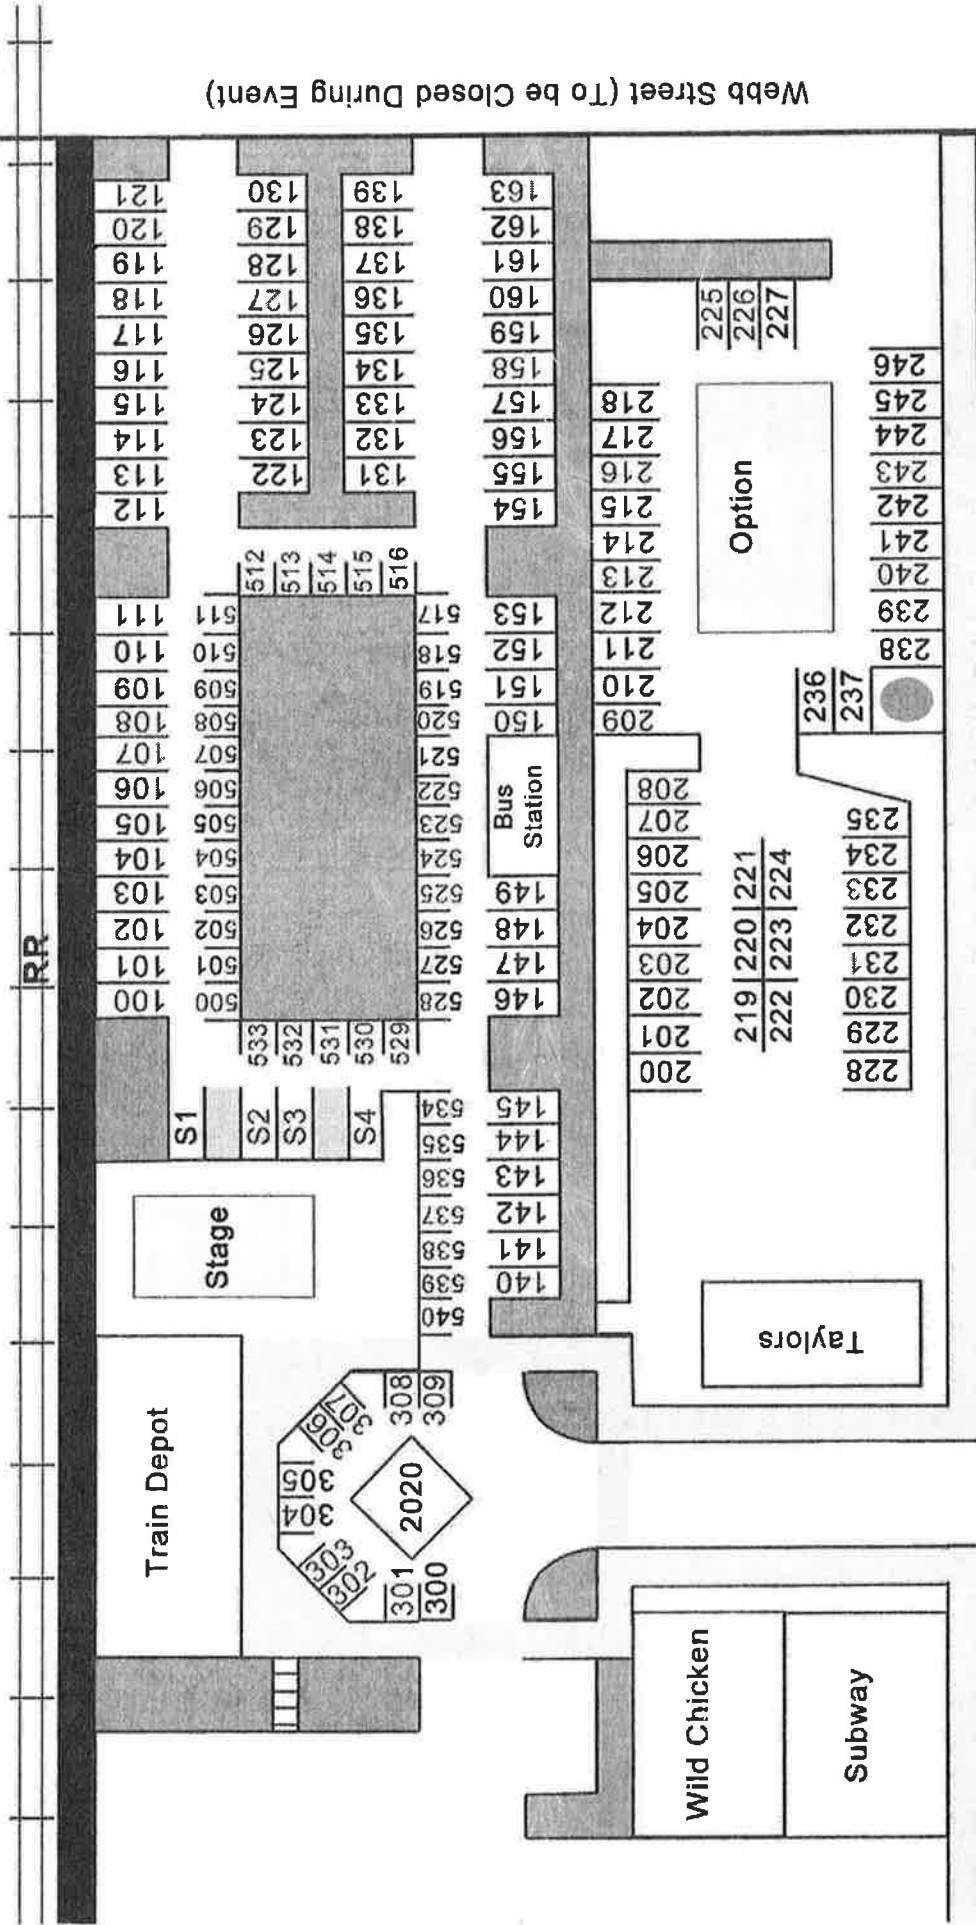 RR
Webb Street (To be Closed During Event)
100 101 102 103 104 105 106 107 108 109 110 111
112 113 114 115 116 117 118 119 120 121
500 501 502 503 504 505 506 507 508 509 510 511
512
513
514
515
516
122 123 124 125 126 127 128 129 130
131 132 133 134 135 136 137 138 139
533
532
531
530
529
528 527 526 525 524 523 522 521 520 519 518 517
S1
S2
S3
S4
Stage
Train Depot
540 539 538 537 536 535 534
140 141 142 143 144 145
146 147 148 149
Bus
Station
150 151 152 153
154 155 156 157 158 159 160 161 162 163
300
301
302
303
304
305
306
307
308
309
2020
200 201 202 203 204 205 206 207 208
209 210 211 212 213 214 215 216 217 218
219 220 221
222 223 224
225
226
227
228 229 230 231 232 233 234 235
236
237
238 239 240 241 242 243 244 245 246
Option
Taylors
Wild Chicken
Subway